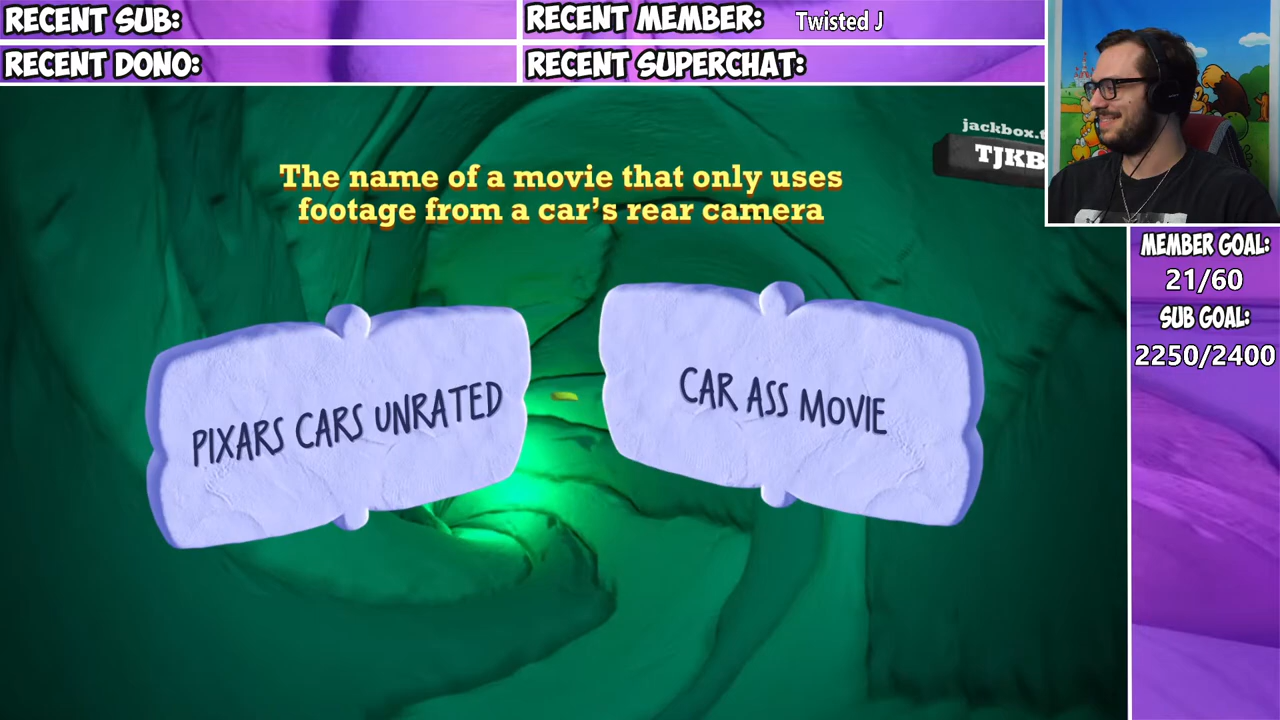 RECENT SUB:
RECENT MEMBER: Twisted J
RECENT DONO:
RECENT SUPERCHAT:
jackbox.t
TJKB
The name of a movie that only uses
footage from a car's rear camera
PIXARS CARS UNRATED
CAR ASS MOVIE
MEMBER GOAL:
21/60
SUB GOAL:
2250/2400